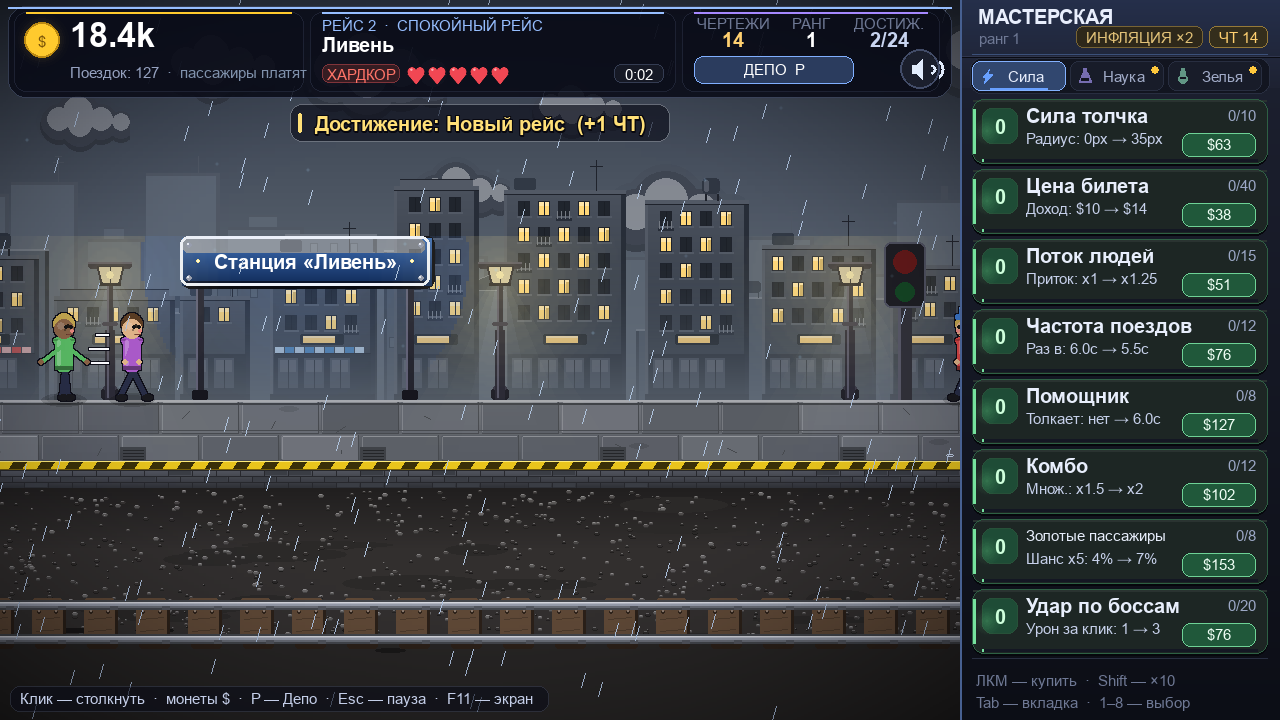 $
18.4k
Поездок: 127 · пассажиры платят
РЕЙС 2 · СПОКОЙНЫЙ РЕЙС
Ливень
ХАРДКОР
0:02
ЧЕРТЕЖИ РАНГ ДОСТИЖ.
14 1 2/24
ДЕПО P
Достижение: Новый рейс (+1 ЧТ)
• Станция «Ливень» •
Клик — столкнуть · монеты $ · P — Депо · Esc — пауза · F11 — экран
МАСТЕРСКАЯ
ранг 1
ИНФЛЯЦИЯ ×2
ЧТ 14
Сила
Наука
Зелья
0
Сила толчка 0/10
Радиус: 0px → 35px
$63
0
Цена билета 0/40
Доход: $10 → $14
$38
0
Поток людей 0/15
Приток: x1 → x1.25
$51
0
Частота поездов 0/12
Раз в: 6.0с → 5.5с
$76
0
Помощник 0/8
Толкает: нет → 6.0с
$127
0
Комбо 0/12
Множ.: x1.5 → x2
$102
0
Золотые пассажиры 0/8
Шанс x5: 4% → 7%
$153
0
Удар по боссам 0/20
Урон за клик: 1 → 3
$76
ЛКМ — купить · Shift — ×10
Tab — вкладка · 1–8 — выбор